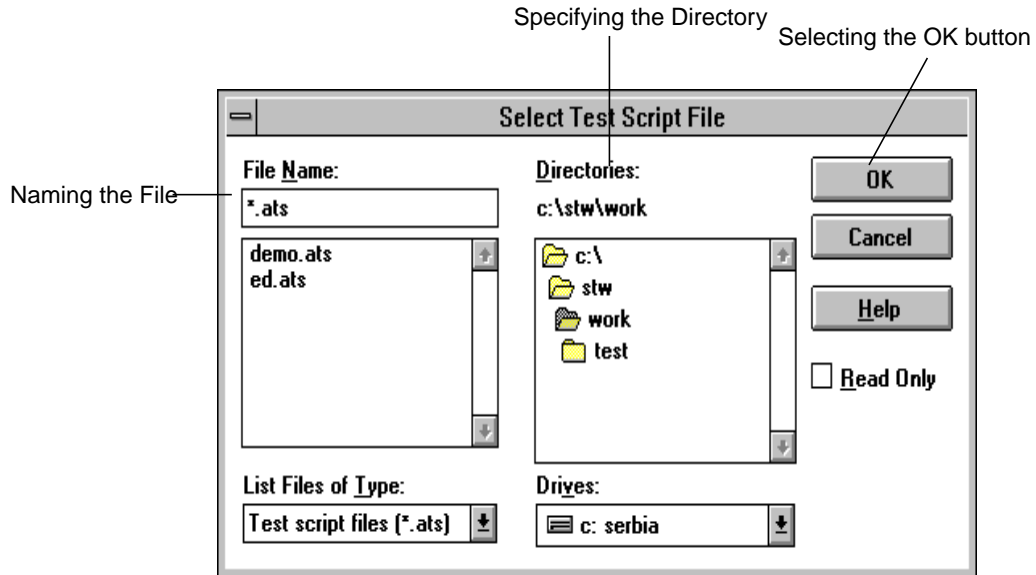 Specifying the Directory
Selecting the OK button
Select Test Script File
Naming the File
File Name:
*.ats
demo.ats
ed.ats
List Files of Type:
Test script files (*.ats)
Directories:
c:\stw\work
c:\
stw
work
test
Drives:
c: serbia
OK
Cancel
Help
Read Only